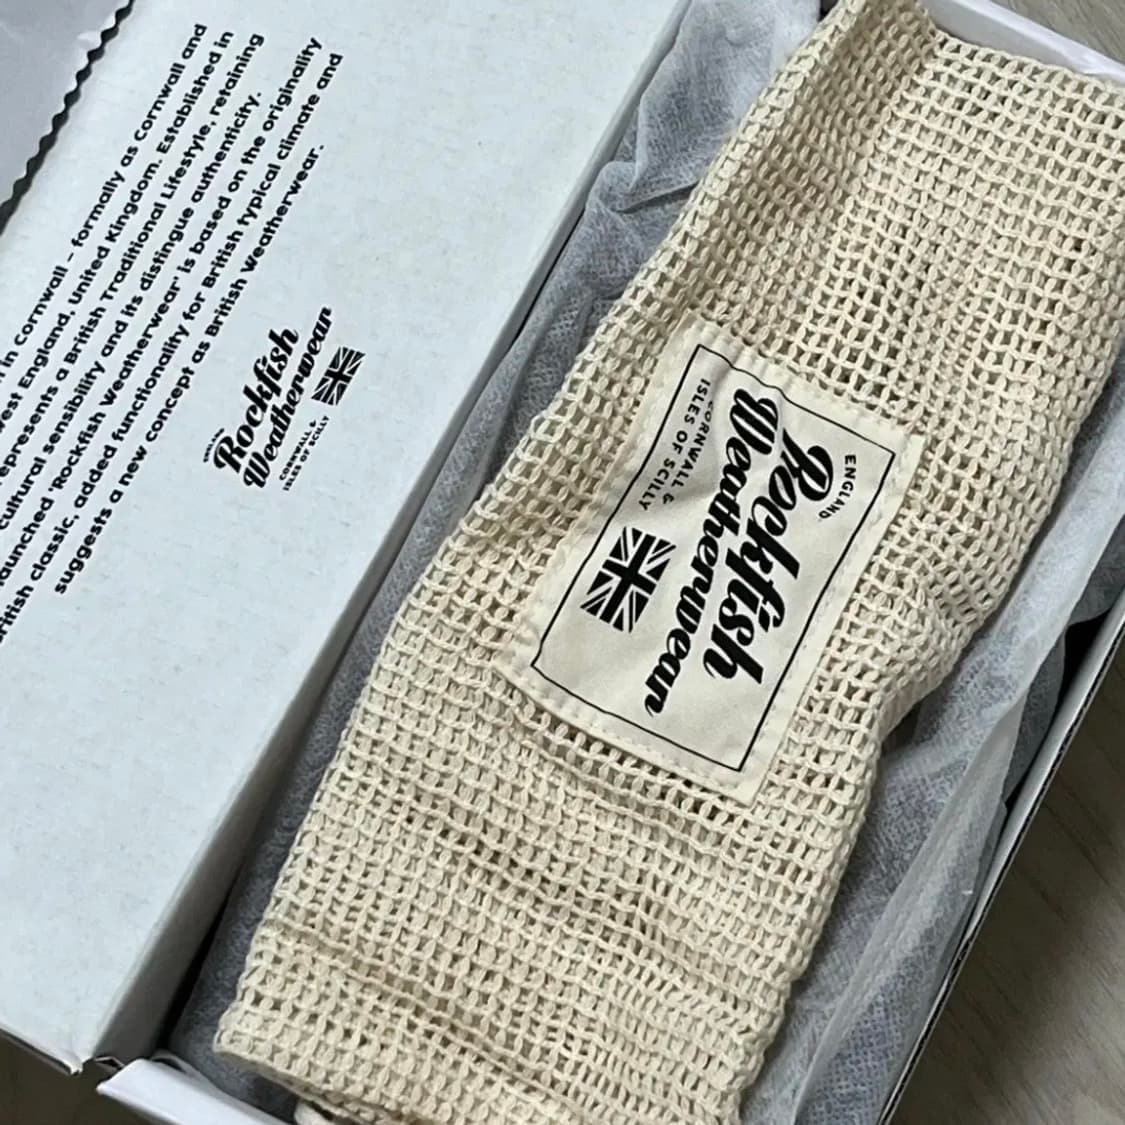 in Cornwall - formally as Cornwall and
west England, United Kingdom. Established in
represents a British Traditional Lifestyle, retaining
cultural sensibility and its distingue authenticity.
launched 'Rockfish Weatherwear' is based on the originality
British classic, added functionality for British typical climate and
suggests a new concept as British Weatherwear.
ENGLAND
Rockfish
Weatherwear
CORNWALL &
ISLES OF SCILLY
ENGLAND
Rockfish
Weatherwear
CORNWALL &
ISLES OF SCILLY